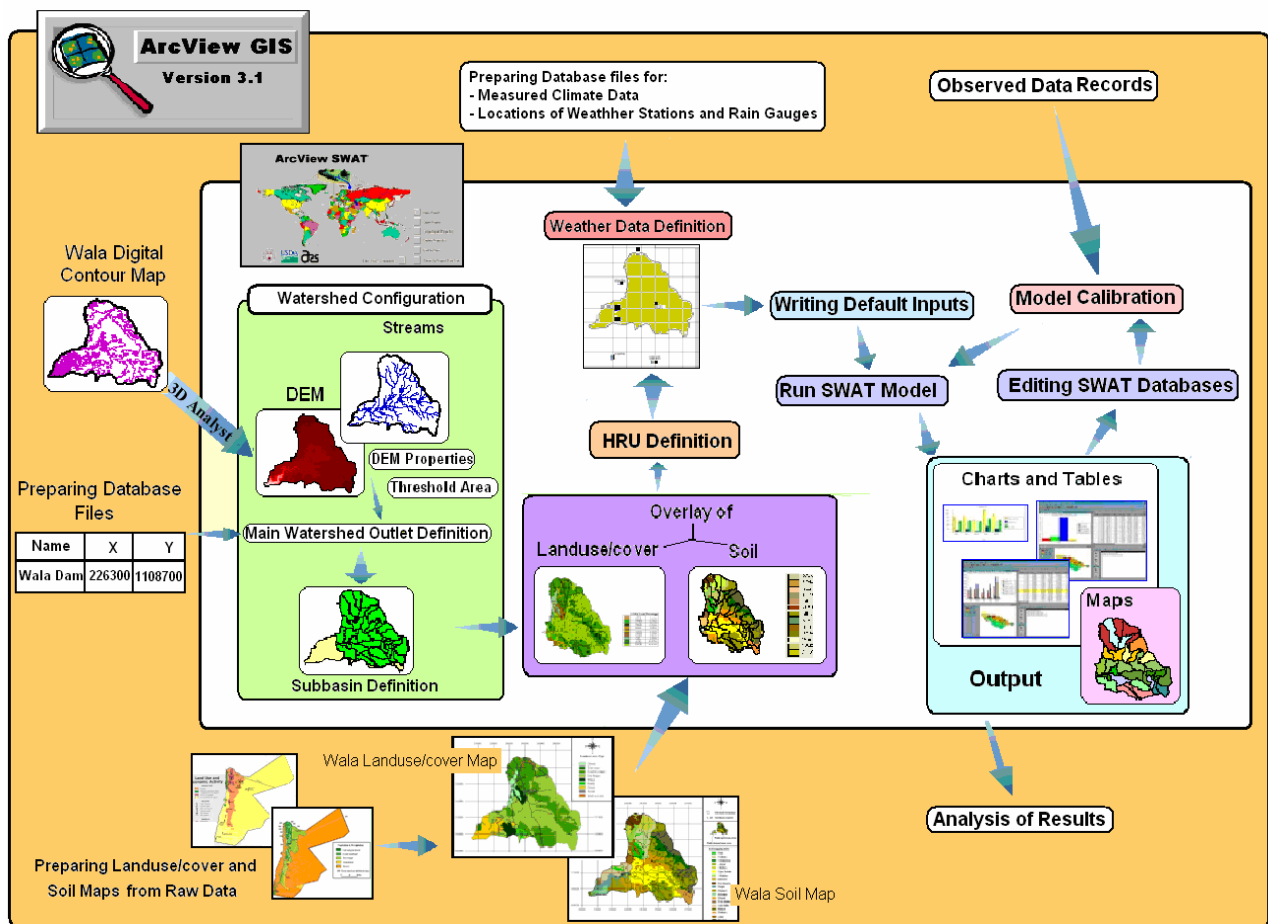 ArcView GIS
Version 3.1
Preparing Database files for:
- Measured Climate Data
- Locations of Weathher Stations and Rain Gauges
Observed Data Records
ArcView SWAT
USDA
Weather Data Definition
Wala Digital
Contour Map
3D Analyst
Watershed Configuration
Streams
DEM
DEM Properties
Threshold Area
Main Watershed Outlet Definition
Subbasin Definition
Preparing Database
Files
Name X Y
Wala Dam 226300 1108700
Writing Default Inputs
Model Calibration
Run SWAT Model
Editing SWAT Databases
HRU Definition
Overlay of
Landuse/cover
Soil
Charts and Tables
Maps
Output
Wala Landuse/cover Map
Wala Soil Map
Preparing Landuse/cover and
Soil Maps from Raw Data
Analysis of Results